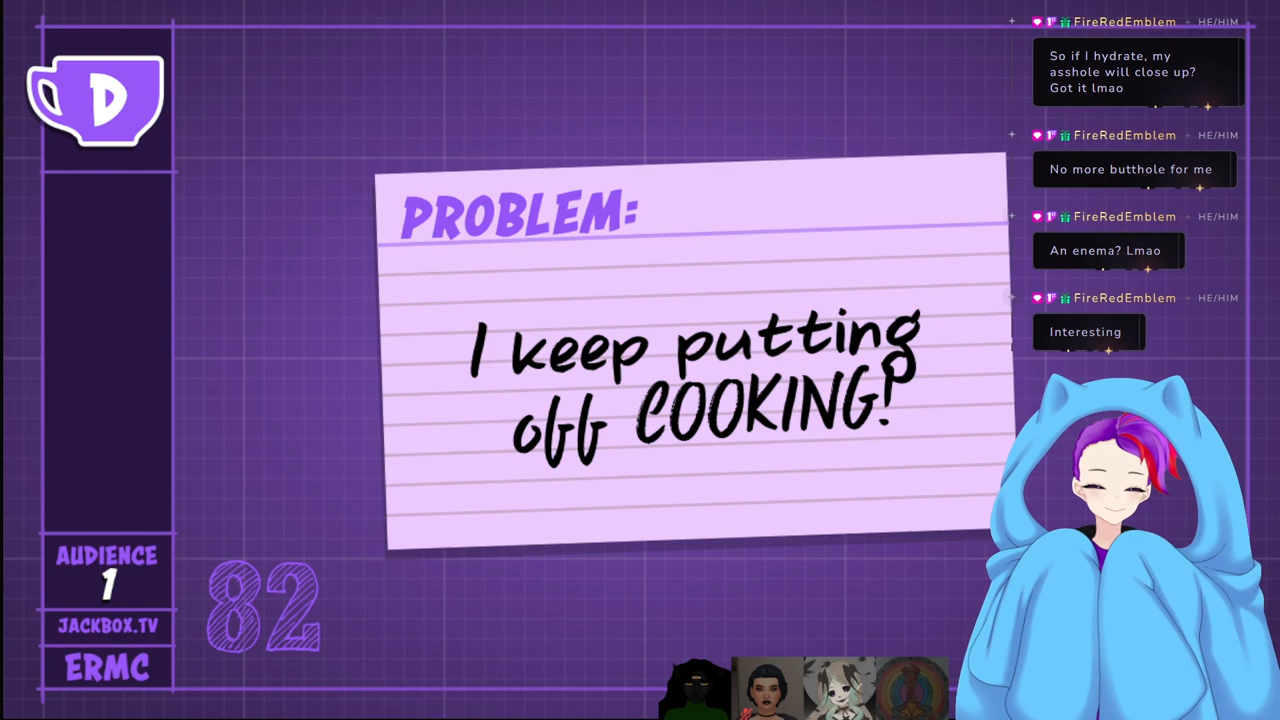 D
PROBLEM:
I keep putting
off COOKING!
AUDIENCE
1
JACKBOX.TV
ERMC
82
FireRedEmblem HE/HIM
So if I hydrate, my
asshole will close up?
Got it lmao
FireRedEmblem HE/HIM
No more butthole for me
FireRedEmblem HE/HIM
An enema? Lmao
FireRedEmblem HE/HIM
Interesting